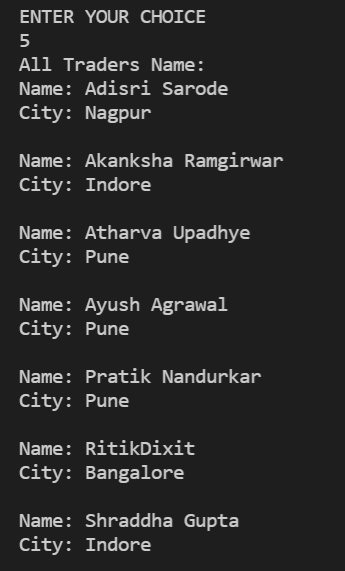 ENTER YOUR CHOICE
5
All Traders Name:
Name: Adisri Sarode
City: Nagpur
Name: Akanksha Ramgirwar
City: Indore
Name: Atharva Upadhye
City: Pune
Name: Ayush Agrawal
City: Pune
Name: Pratik Nandurkar
City: Pune
Name: RitikDixit
City: Bangalore
Name: Shraddha Gupta
City: Indore